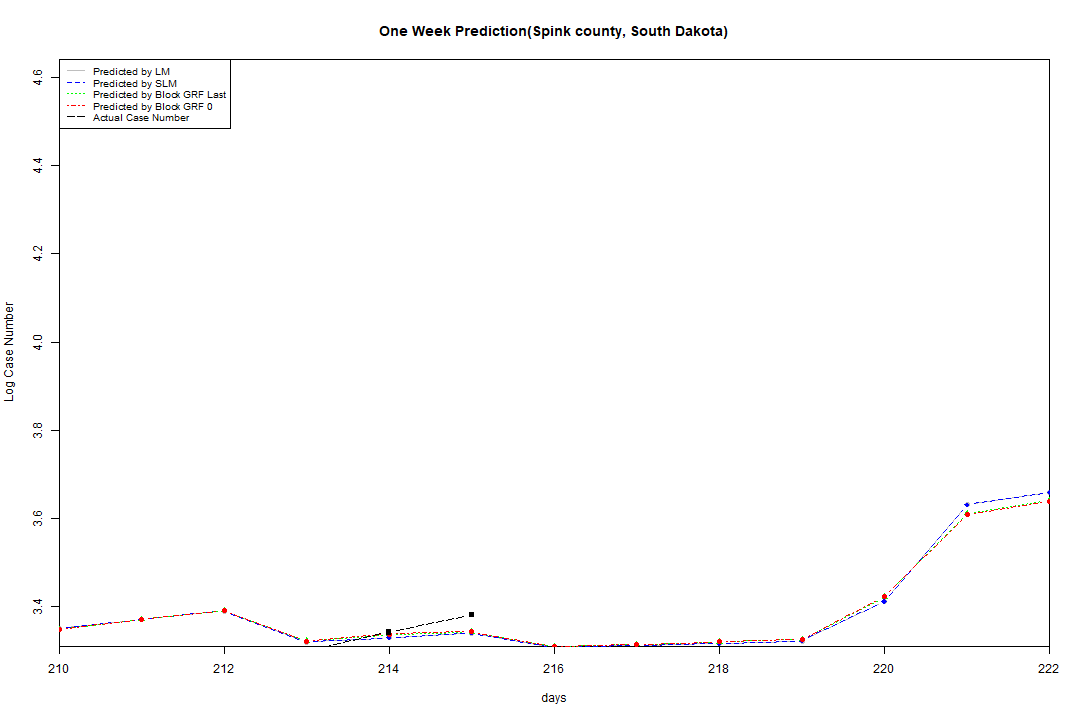 One Week Prediction(Spink county, South Dakota)
Predicted by LM
Predicted by SLM
Predicted by Block GRF Last
Predicted by Block GRF 0
Actual Case Number
4.6
4.4
4.2
4.0
3.8
3.6
3.4
Log Case Number
210 212 214 216 218 220 222
days